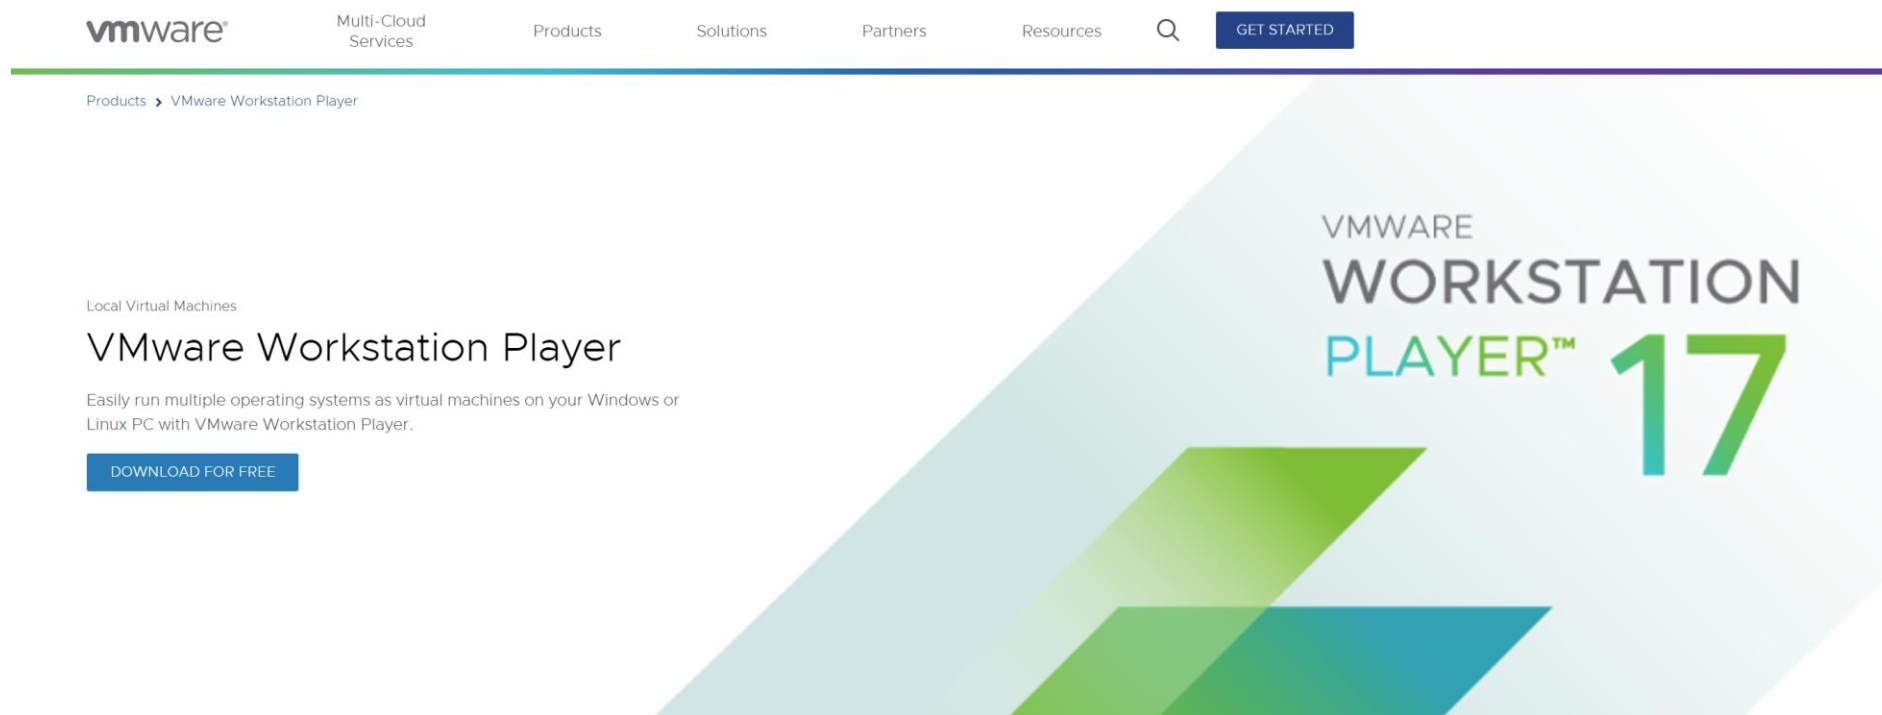 vmware®
Multi-Cloud
Services
Products
Solutions
Partners
Resources
GET STARTED
Products > VMware Workstation Player
Local Virtual Machines
VMware Workstation Player
Easily run multiple operating systems as virtual machines on your Windows or
Linux PC with VMware Workstation Player.
DOWNLOAD FOR FREE
VMWARE
WORKSTATION
PLAYER™ 17